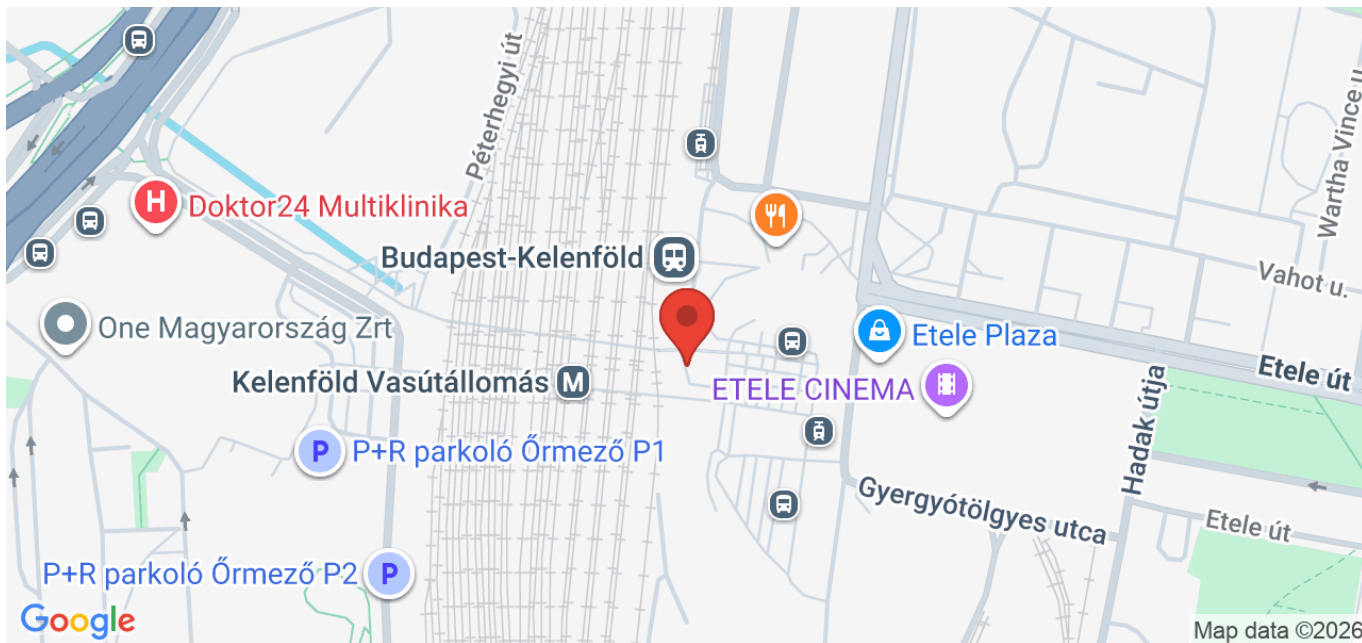 Péterhegyi út
Wartha Vince u.
H
Doktor24 Multiklinika
Budapest-Kelenföld
Vahot u.
One Magyarország Zrt
Etele Plaza
Etele út
Kelenföld Vasútállomás M
ETELE CINEMA
Hadak útja
P P+R parkoló Őrmező P1
Gyergyótölgyes utca
Etele út
P+R parkoló Őrmező P2 P
Google
Map data ©2026